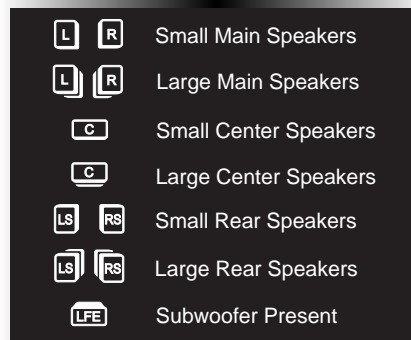 L R Small Main Speakers
L R Large Main Speakers
C Small Center Speakers
C Large Center Speakers
LS RS Small Rear Speakers
LS RS Large Rear Speakers
LFE Subwoofer Present